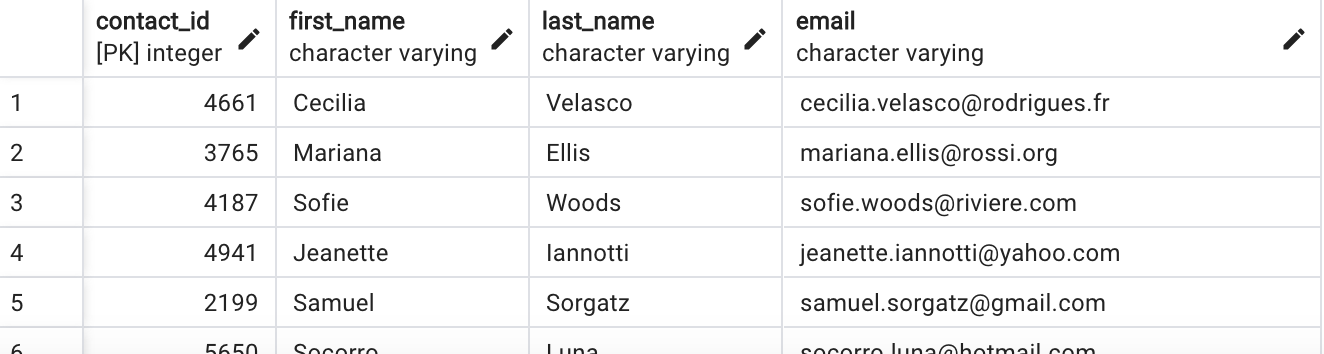 contact_id first_name last_name email
[PK] integer character varying character varying character varying
1 4661 Cecilia Velasco cecilia.velasco@rodrigues.fr
2 3765 Mariana Ellis mariana.ellis@rossi.org
3 4187 Sofie Woods sofie.woods@riviere.com
4 4941 Jeanette Iannotti jeanette.iannotti@yahoo.com
5 2199 Samuel Sorgatz samuel.sorgatz@gmail.com
6 5650 Socorro Luna socorro.luna@hotmail.com